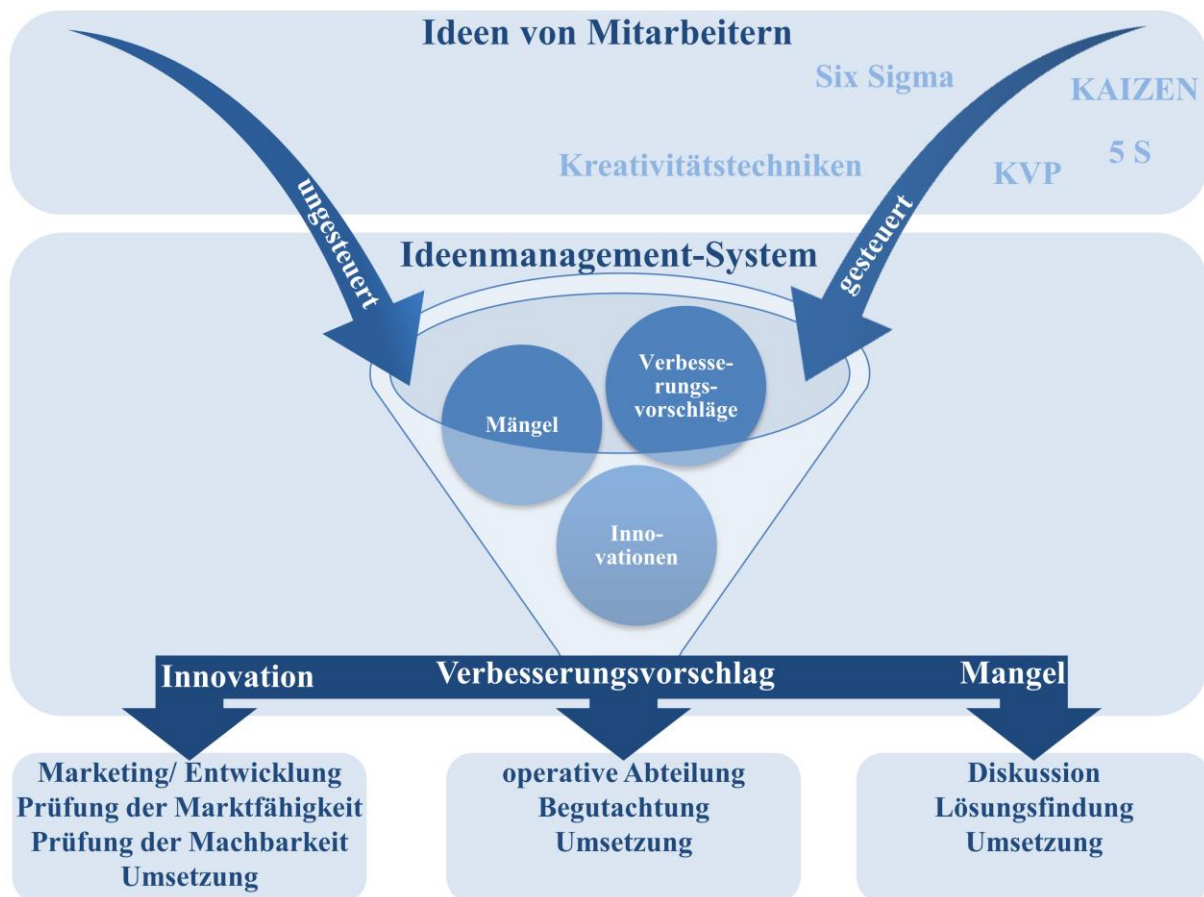 Ideen von Mitarbeitern
Six Sigma
KAIZEN
5 S
Kreativitätstechniken
KVP
ungesteuert
gesteuert
Ideenmanagement-System
Verbesse-
rungs-
vorschläge
Mängel
Inno-
vationen
Innovation
Verbesserungsvorschlag
Mangel
Marketing/ Entwicklung
Prüfung der Marktfähigkeit
Prüfung der Machbarkeit
Umsetzung
operative Abteilung
Begutachtung
Umsetzung
Diskussion
Lösungsfindung
Umsetzung